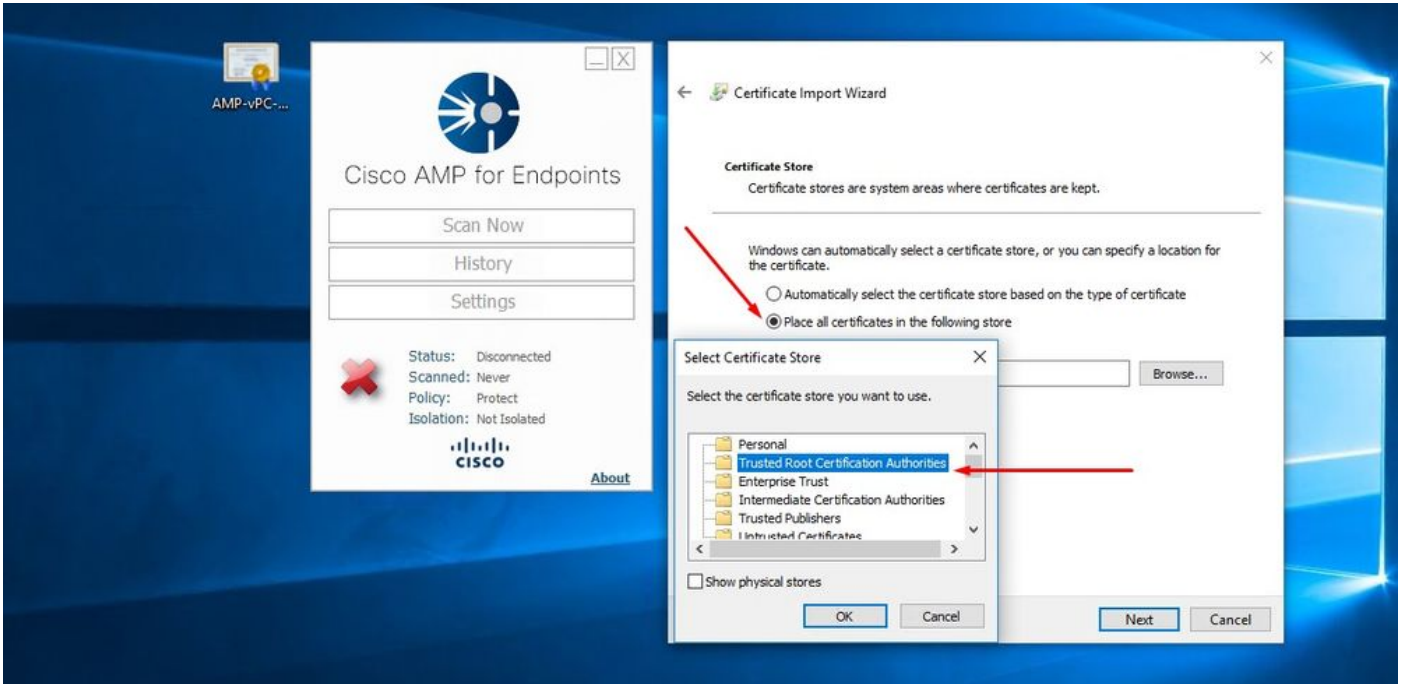 AMP-vPC-...
Cisco AMP for Endpoints
Scan Now
History
Settings
Status: Disconnected
Scanned: Never
Policy: Protect
Isolation: Not Isolated
CISCO
About
Certificate Import Wizard
Certificate Store
Certificate stores are system areas where certificates are kept.
Windows can automatically select a certificate store, or you can specify a location for
the certificate.
Automatically select the certificate store based on the type of certificate
Place all certificates in the following store
Browse...
Select Certificate Store
Select the certificate store you want to use.
Personal
Trusted Root Certification Authorities
Enterprise Trust
Intermediate Certification Authorities
Trusted Publishers
Untrusted Certificates
Show physical stores
OK
Cancel
Next
Cancel